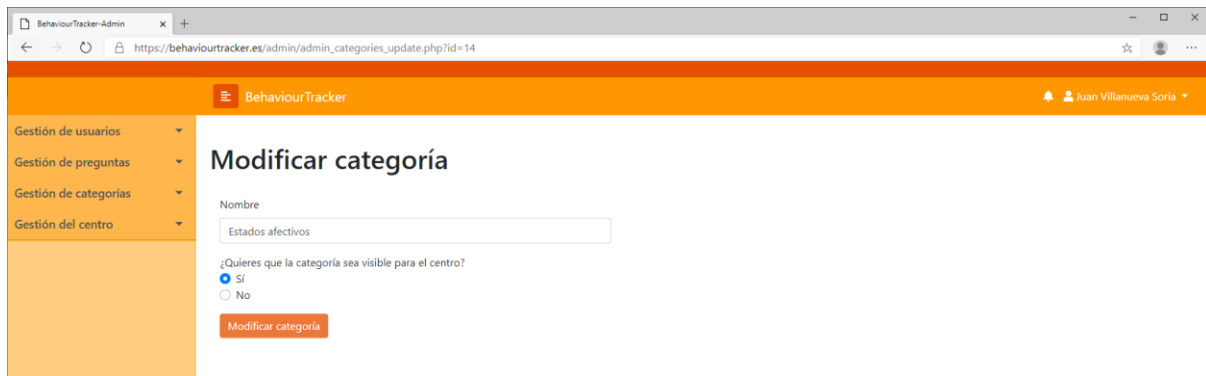 BehaviourTracker-Admin
https://behaviourtracker.es/admin/admin_categories_update.php?id=14
BehaviourTracker
Juan Villanueva Soria
Gestión de usuarios
Gestión de preguntas
Gestión de categorías
Gestión del centro
Modificar categoría
Nombre
Estados afectivos
¿Quieres que la categoría sea visible para el centro?
Sí
No
Modificar categoría